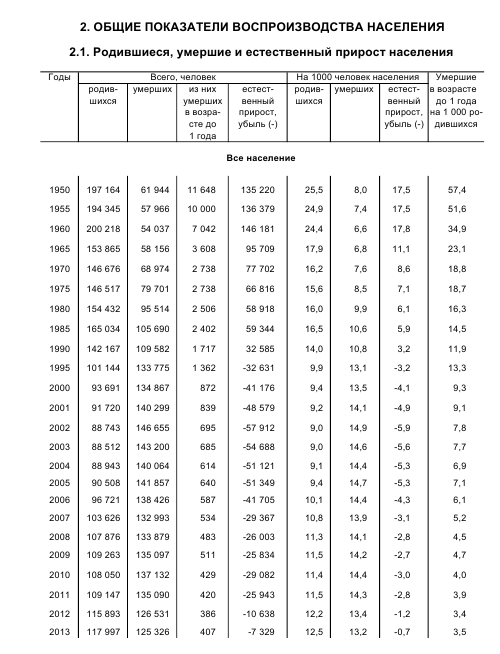 2. ОБЩИЕ ПОКАЗАТЕЛИ ВОСПРОИЗВОДСТВА НАСЕЛЕНИЯ
2.1. Родившиеся, умершие и естественный прирост населения
Годы Всего, человек На 1000 человек населения Умершие
родив- умерших из них естест- родив- умерших естест- в возрасте
шихся умерших венный шихся венный до 1 года
в возра- прирост, прирост, на 1 000 ро-
сте до убыль (-) убыль (-) дившихся
1 года
Все население
1950 197 164 61 944 11 648 135 220 25,5 8,0 17,5 57,4
1955 194 345 57 966 10 000 136 379 24,9 7,4 17,5 51,6
1960 200 218 54 037 7 042 146 181 24,4 6,6 17,8 34,9
1965 153 865 58 156 3 608 95 709 17,9 6,8 11,1 23,1
1970 146 676 68 974 2 738 77 702 16,2 7,6 8,6 18,8
1975 146 517 79 701 2 738 66 816 15,6 8,5 7,1 18,7
1980 154 432 95 514 2 506 58 918 16,0 9,9 6,1 16,3
1985 165 034 105 690 2 402 59 344 16,5 10,6 5,9 14,5
1990 142 167 109 582 1 717 32 585 14,0 10,8 3,2 11,9
1995 101 144 133 775 1 362 -32 631 9,9 13,1 -3,2 13,3
2000 93 691 134 867 872 -41 176 9,4 13,5 -4,1 9,3
2001 91 720 140 299 839 -48 579 9,2 14,1 -4,9 9,1
2002 88 743 146 655 695 -57 912 9,0 14,9 -5,9 7,8
2003 88 512 143 200 685 -54 688 9,0 14,6 -5,6 7,7
2004 88 943 140 064 614 -51 121 9,1 14,4 -5,3 6,9
2005 90 508 141 857 640 -51 349 9,4 14,7 -5,3 7,1
2006 96 721 138 426 587 -41 705 10,1 14,4 -4,3 6,1
2007 103 626 132 993 534 -29 367 10,8 13,9 -3,1 5,2
2008 107 876 133 879 483 -26 003 11,3 14,1 -2,8 4,5
2009 109 263 135 097 511 -25 834 11,5 14,2 -2,8 4,7
2010 108 050 137 132 429 -29 082 11,4 14,4 -3,0 4,0
2011 109 147 135 090 420 -25 943 11,5 14,3 -2,8 3,9
2012 115 893 126 531 386 -10 638 12,2 13,4 -1,2 3,4
2013 117 997 125 326 407 -7 329 12,5 13,2 -0,7 3,5